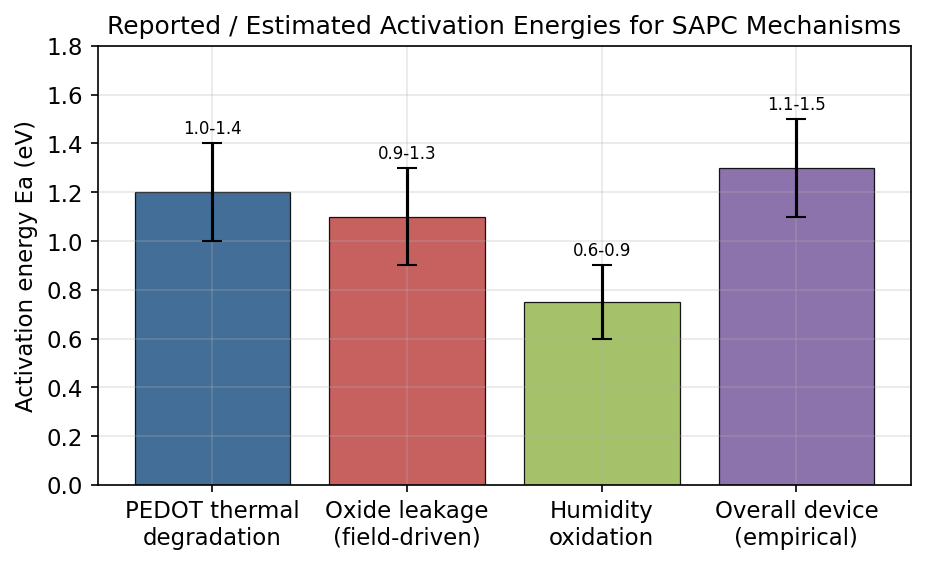 Reported / Estimated Activation Energies for SAPC Mechanisms
Activation energy Ea (eV)
1.8
1.6
1.4
1.2
1.0
0.8
0.6
0.4
0.2
0.0
1.0-1.4
0.9-1.3
0.6-0.9
1.1-1.5
PEDOT thermal
degradation
Oxide leakage
(field-driven)
Humidity
oxidation
Overall device
(empirical)